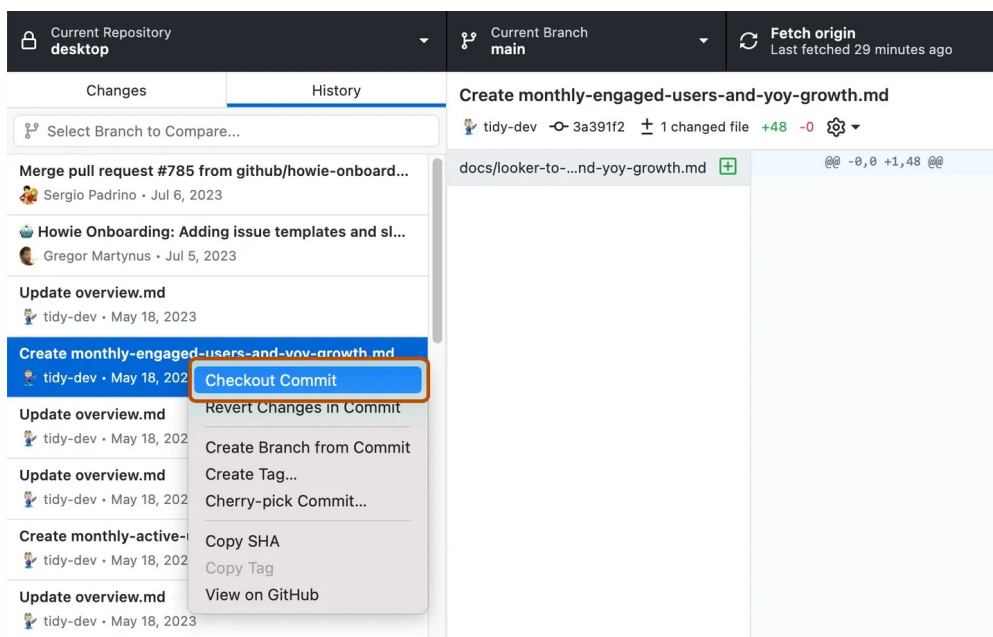 Current Repository
desktop
Current Branch
main
Fetch origin
Last fetched 29 minutes ago
Changes
History
Select Branch to Compare...
Merge pull request #785 from github/howie-onboard...
Sergio Padrino • Jul 6, 2023
Howie Onboarding: Adding issue templates and sl...
Gregor Martynus • Jul 5, 2023
Update overview.md
tidy-dev • May 18, 2023
Create monthly-engaged-users-and-yoy-growth.md
tidy-dev • May 18, 202
Update overview.md
tidy-dev • May 18, 202
Update overview.md
tidy-dev • May 18, 202
Create monthly-active-
tidy-dev • May 18, 202
Update overview.md
tidy-dev • May 18, 2023
Checkout Commit
Revert Changes in Commit
Create Branch from Commit
Create Tag...
Cherry-pick Commit...
Copy SHA
Copy Tag
View on GitHub
Create monthly-engaged-users-and-yoy-growth.md
tidy-dev 3a391f2 1 changed file +48 -0
docs/looker-to-...nd-yoy-growth.md
@@ -0,0 +1,48 @@